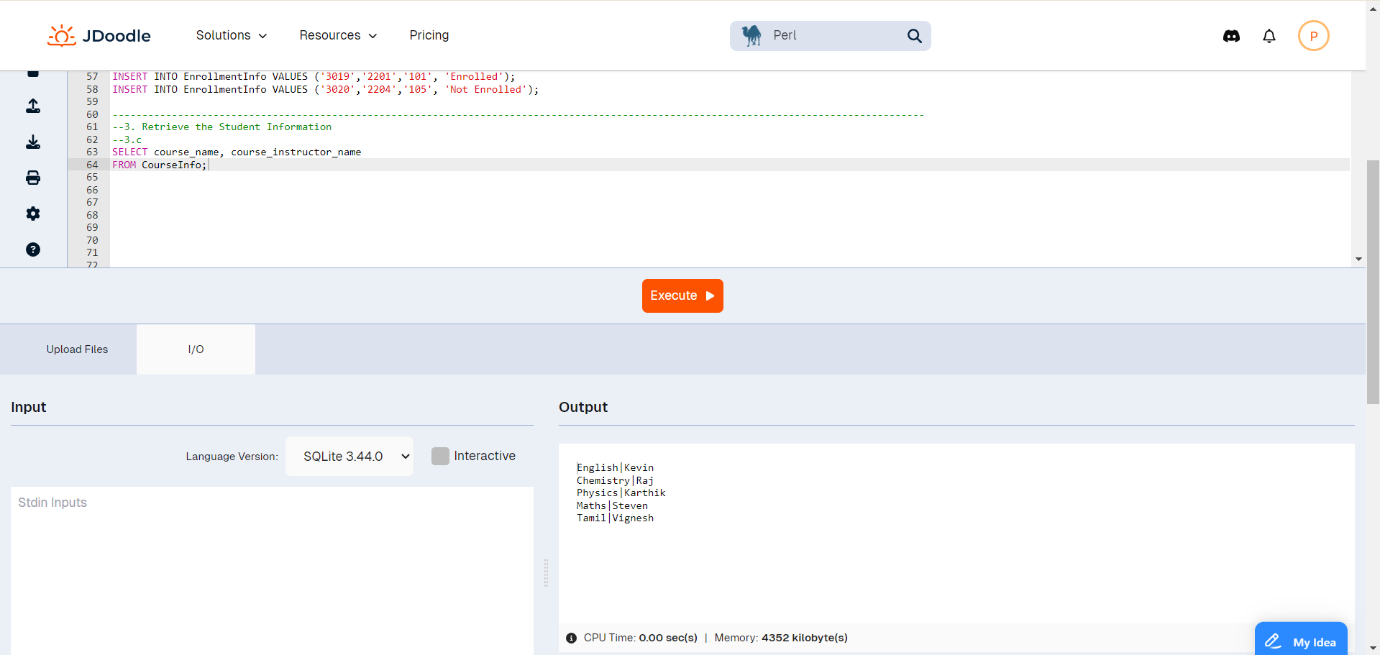 JDoodle
Solutions
Resources
Pricing
Perl
P
57 INSERT INTO EnrollmentInfo VALUES ('3019','2201','101', 'Enrolled');
58 INSERT INTO EnrollmentInfo VALUES ('3020','2204','105', 'Not Enrolled');
59
60 --------------------------------------------------------------------------------------------------------------------------------------
61 --3. Retrieve the Student Information
62 --3.c
63 SELECT course_name, course_instructor_name
64 FROM CourseInfo;
65
66
67
68
69
70
71
72
Execute
Upload Files
I/O
Input
Language Version:
SQLite 3.44.0
Interactive
Stdin Inputs
Output
English|Kevin
Chemistry|Raj
Physics|Karthik
Maths|Steven
Tamil|Vignesh
CPU Time: 0.00 sec(s) | Memory: 4352 kilobyte(s)
My Idea